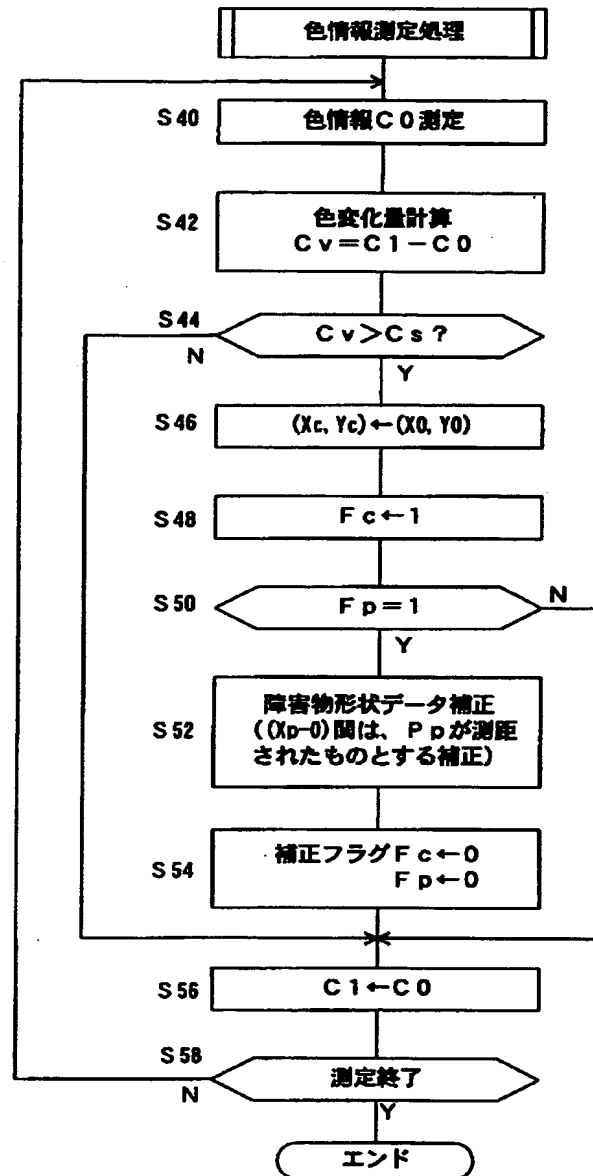 色情報測定処理
S40
色情報C0測定
S42
色変化量計算
Cv=C1-C0
S44
Cv>Cs?
N
Y
S46
(Xc, Yc)←(X0, Y0)
S48
Fc←1
S50
Fp=1
N
Y
S52
障害物形状データ補正
((Xp-0)間は、Ppが測距
されたものとする補正)
S54
補正フラグFc←0
Fp←0
S56
C1←C0
S58
測定終了
N
Y
エンド